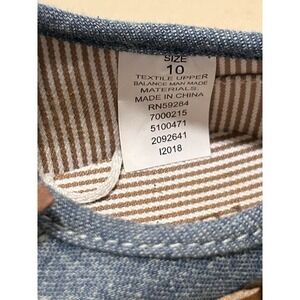 SIZE
10
TEXTILE UPPER
BALANCE MAN MADE
MATERIALS.
MADE IN CHINA
RN59284
7000215
5100471
2092641
I2018